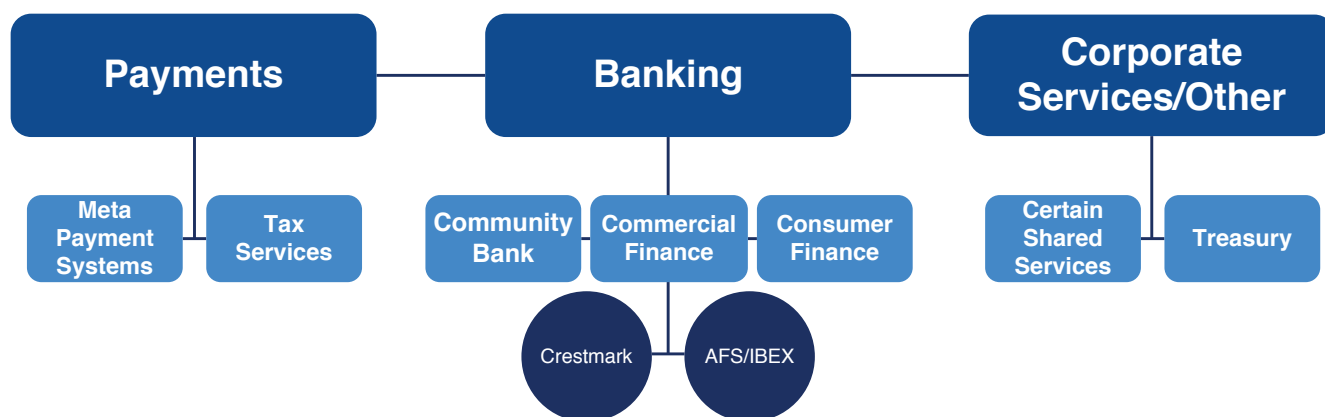 Payments
Banking
Corporate
Services/Other
Meta
Payment
Systems
Tax
Services
Community
Bank
Commercial
Finance
Consumer
Finance
Certain
Shared
Services
Treasury
Crestmark
AFS/IBEX